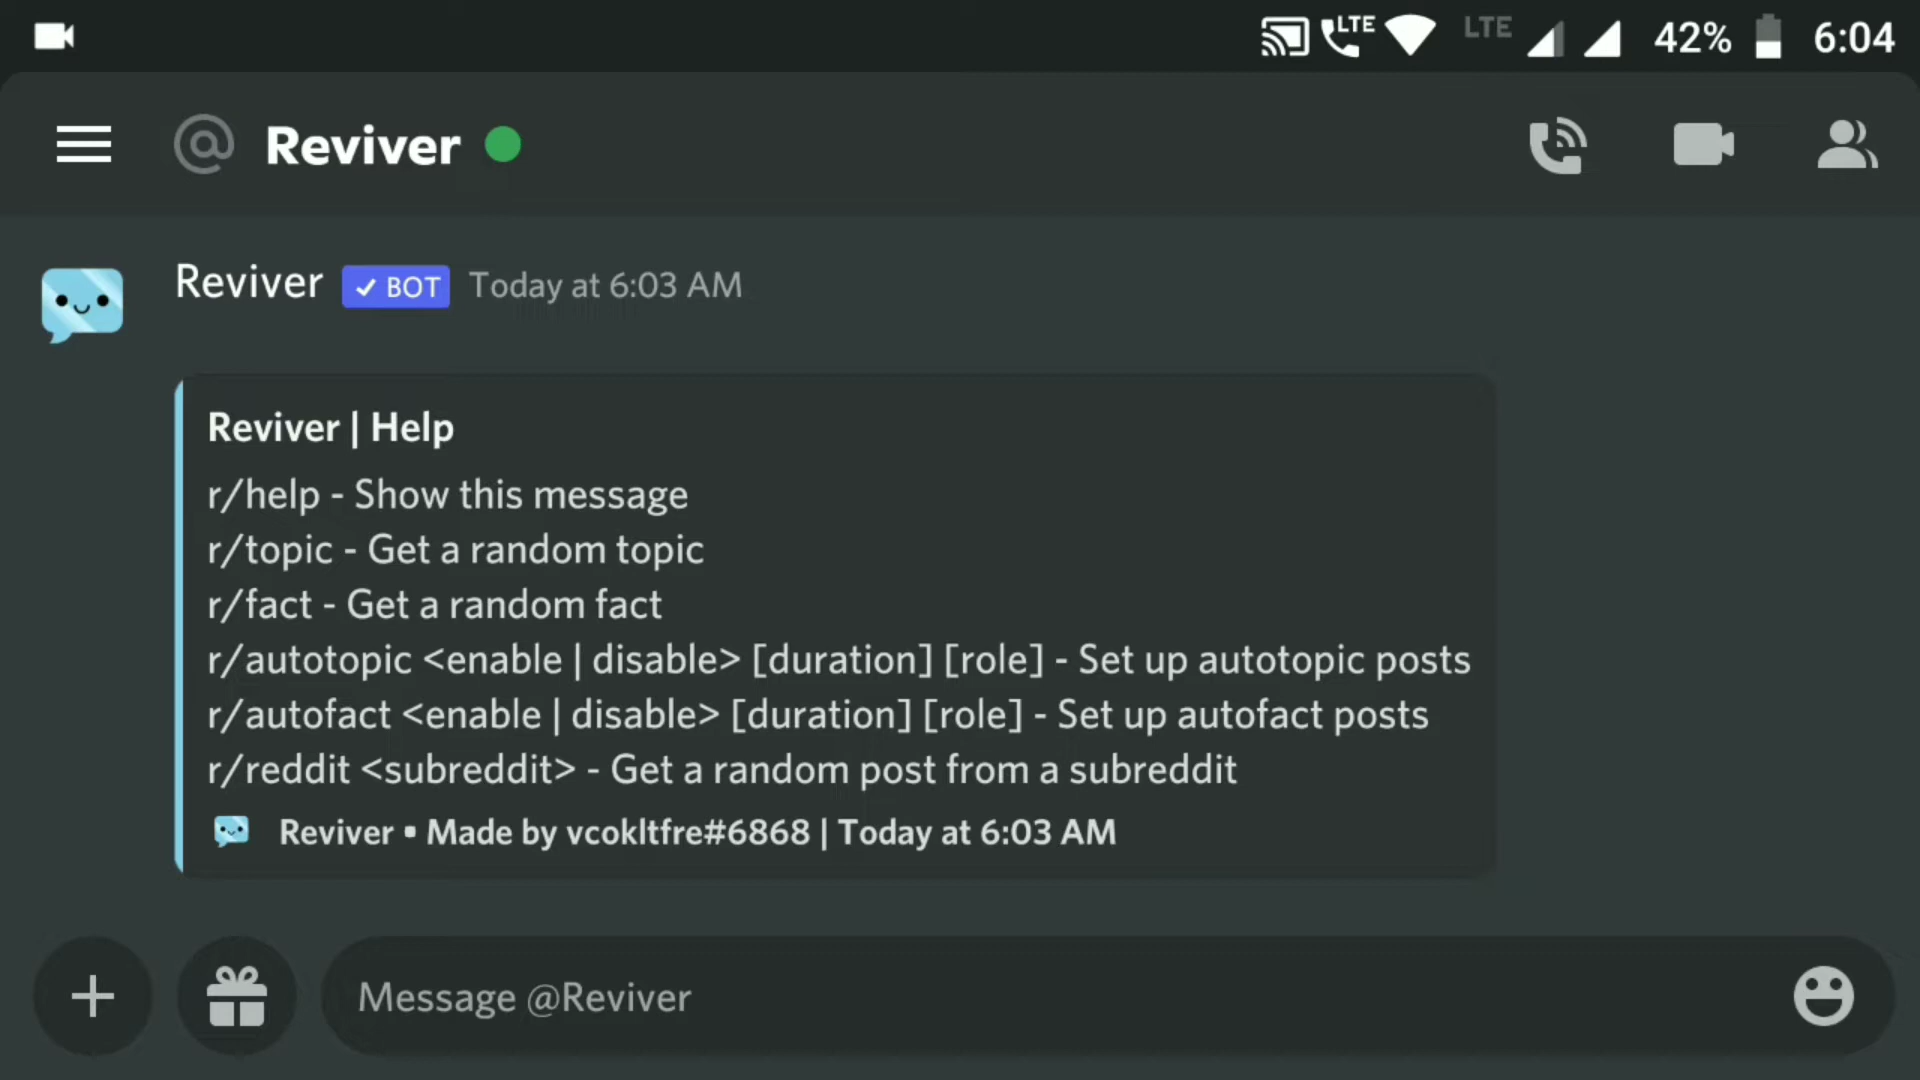 LTE LTE 42% 6:04
@ Reviver
Reviver ✓ BOT Today at 6:03 AM
Reviver | Help
r/help - Show this message
r/topic - Get a random topic
r/fact - Get a random fact
r/autotopic <enable | disable> [duration] [role] - Set up autotopic posts
r/autofact <enable | disable> [duration] [role] - Set up autofact posts
r/reddit <subreddit> - Get a random post from a subreddit
Reviver • Made by vcokltfre#6868 | Today at 6:03 AM
Message @Reviver